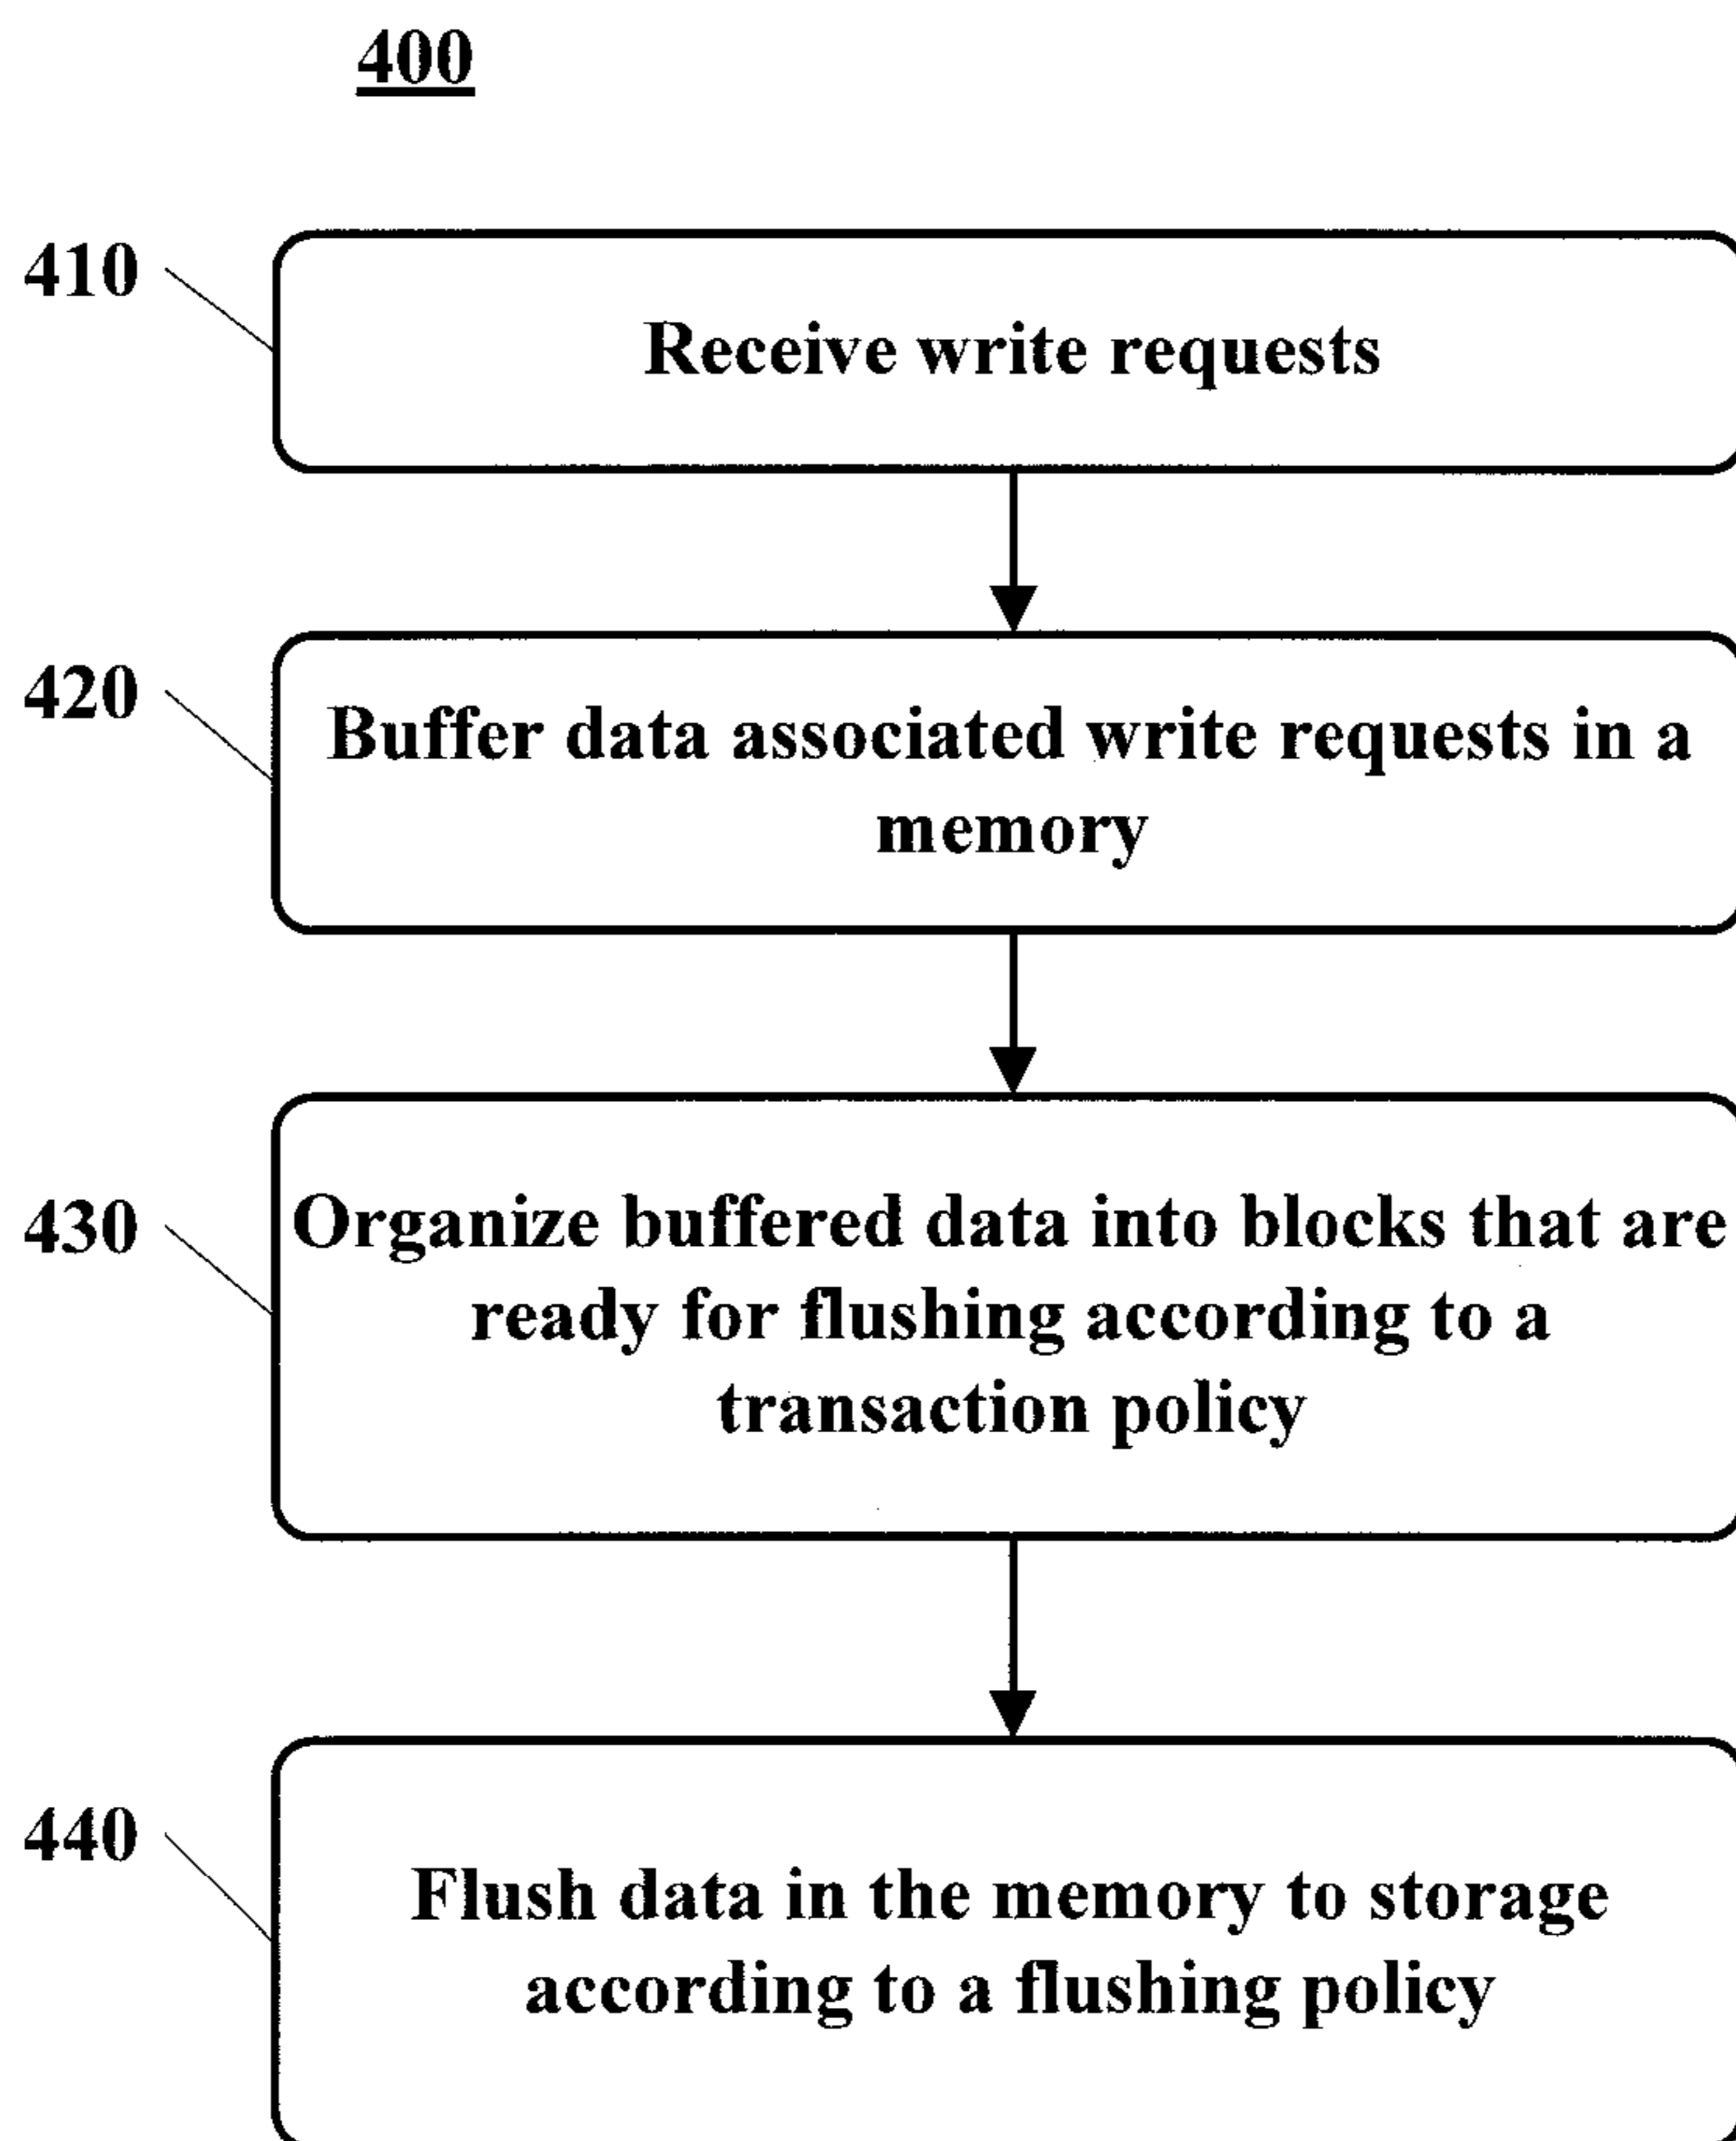 400
410
Receive write requests
420
Buffer data associated write requests in a
memory
430
Organize buffered data into blocks that are
ready for flushing according to a
transaction policy
440
Flush data in the memory to storage
according to a flushing policy